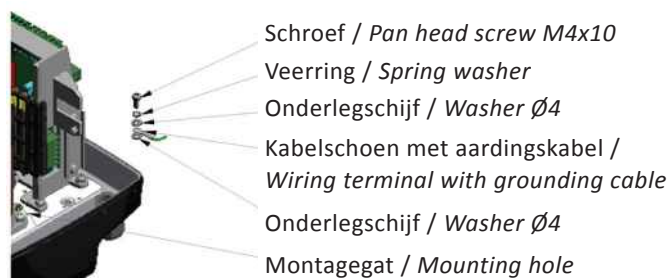 Schroef / Pan head screw M4x10
Veerring / Spring washer
Onderlegschijf / Washer Ø4
Kabelschoen met aardingskabel /
Wiring terminal with grounding cable
Onderlegschijf / Washer Ø4
Montagegat / Mounting hole